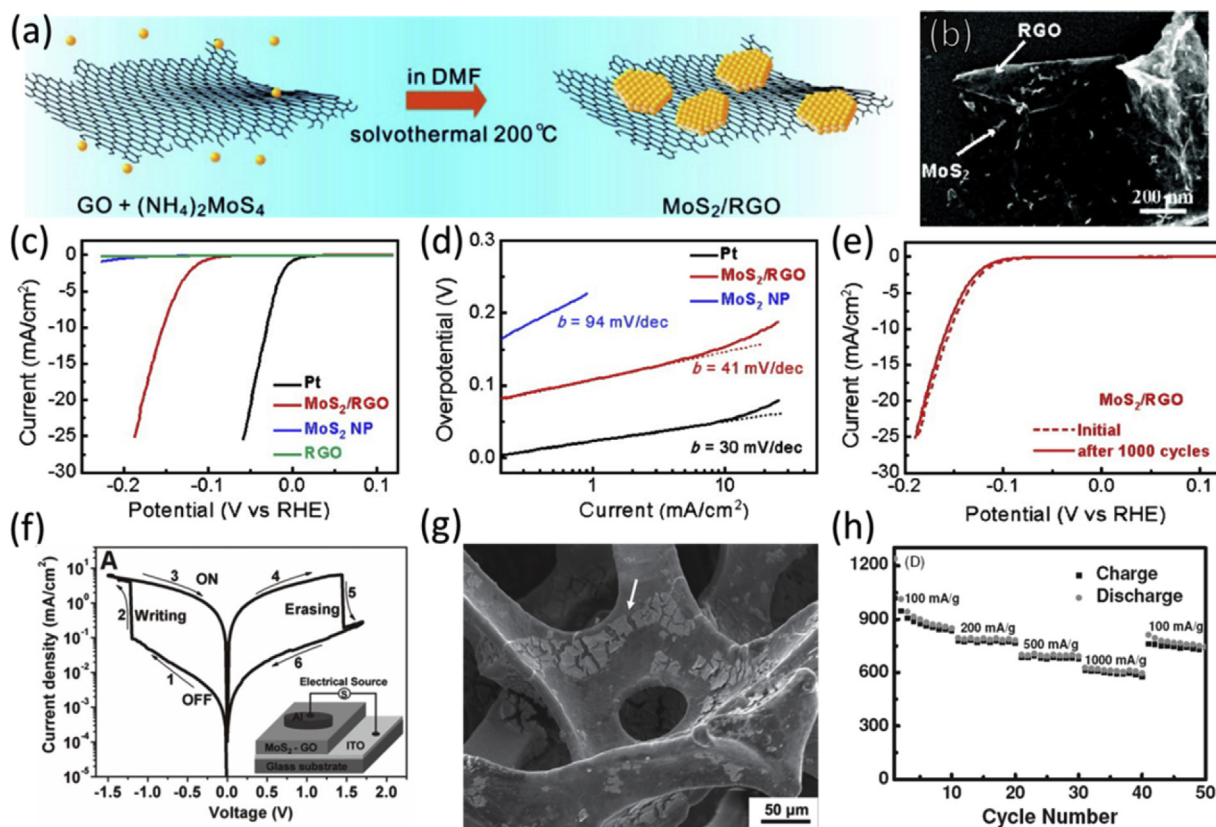 (a)
in DMF
solvothermal 200 °C
GO + (NH₄)₂MoS₄
MoS₂/RGO
(b)
RGO
MoS₂
200 nm
(c)
Current (mA/cm²)
0
-5
-10
-15
-20
-25
-30
-0.2
-0.1
0.0
0.1
Potential (V vs RHE)
Pt
MoS₂/RGO
MoS₂ NP
RGO
(d)
Overpotential (V)
0.3
0.2
0.1
0.0
1
10
Current (mA/cm²)
Pt
MoS₂/RGO
MoS₂ NP
b = 94 mV/dec
b = 41 mV/dec
b = 30 mV/dec
(e)
Current (mA/cm²)
0
-5
-10
-15
-20
-25
-30
-0.2
-0.1
0.0
0.1
Potential (V vs RHE)
MoS₂/RGO
Initial
after 1000 cycles
(f)
A
Current density (mA/cm²)
10¹
10⁰
10⁻¹
10⁻²
10⁻³
10⁻⁴
10⁻⁵
-1.5
-1.0
-0.5
0.0
0.5
1.0
1.5
2.0
Voltage (V)
3
ON
4
5
2
Writing
Erasing
1
OFF
6
Electrical Source
S
Al
MoS₂ - GO
ITO
Glass substrate
(g)
50 µm
(h)
(D)
1200
900
600
300
0
0
10
20
30
40
50
Cycle Number
Charge
Discharge
100 mA/g
200 mA/g
500 mA/g
1000 mA/g
100 mA/g